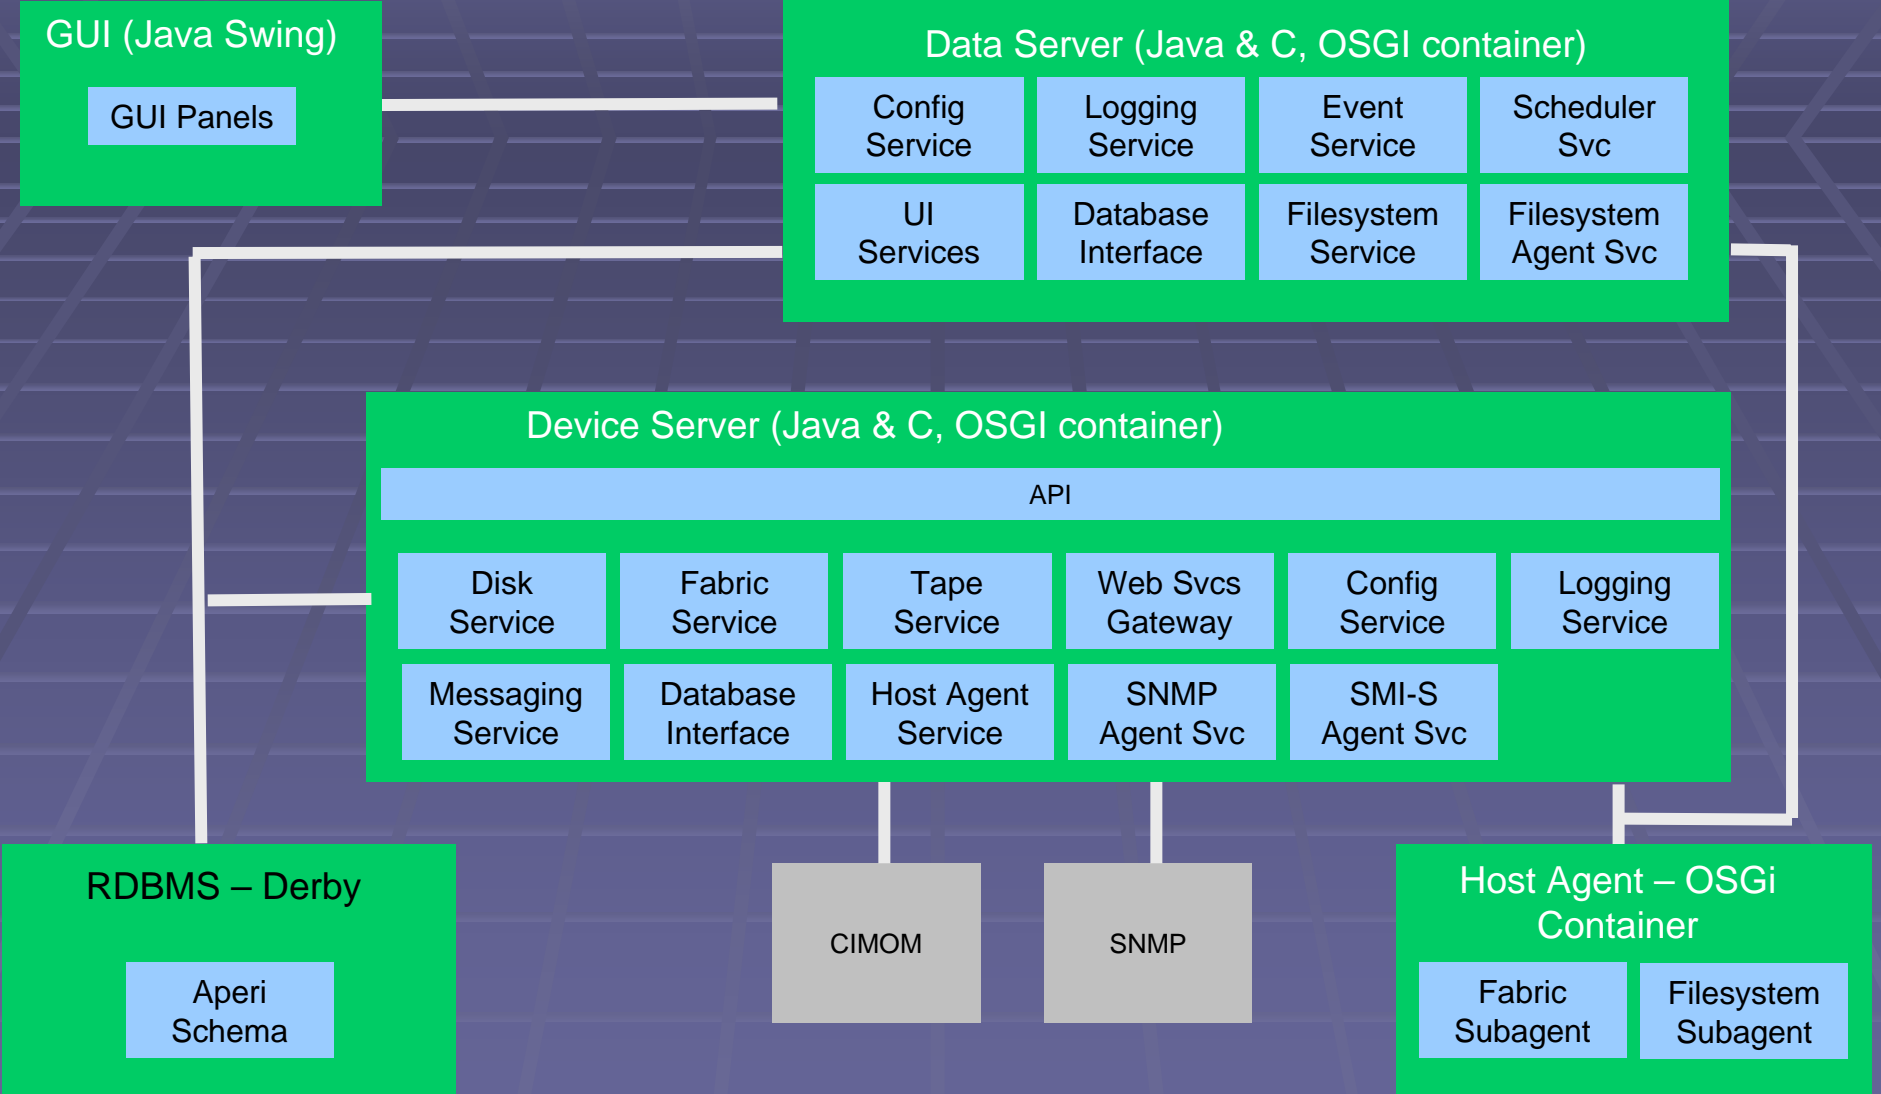 GUI (Java Swing)
GUI Panels
Data Server (Java & C, OSGI container)
Config
Service
Logging
Service
Event
Service
Scheduler
Svc
UI
Services
Database
Interface
Filesystem
Service
Filesystem
Agent Svc
Device Server (Java & C, OSGI container)
API
Disk
Service
Fabric
Service
Tape
Service
Web Svcs
Gateway
Config
Service
Logging
Service
Messaging
Service
Database
Interface
Host Agent
Service
SNMP
Agent Svc
SMI-S
Agent Svc
RDBMS – Derby
Aperi
Schema
CIMOM
SNMP
Host Agent – OSGi
Container
Fabric
Subagent
Filesystem
Subagent